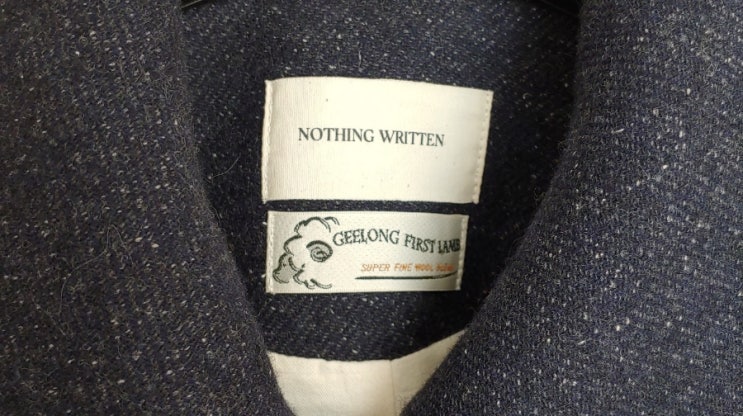 NOTHING WRITTEN
GEELONG FIRST LAMB
SUPER FINE WOOL